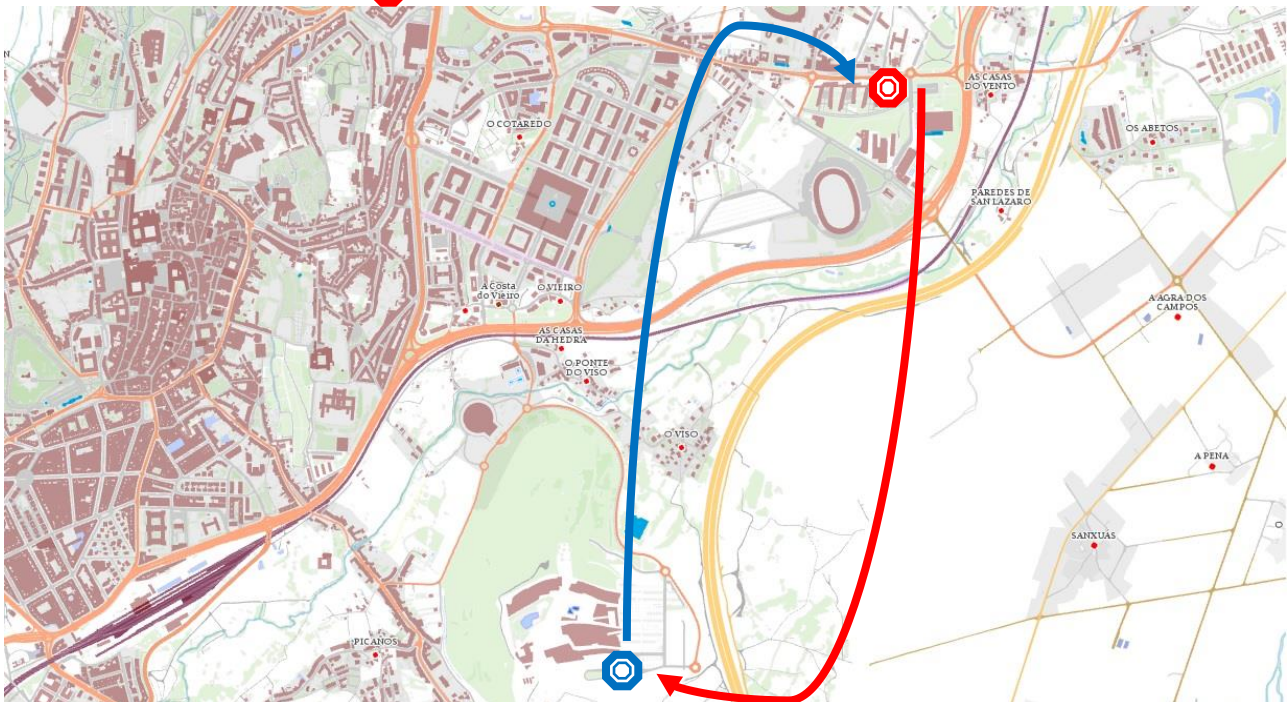 AS CASAS
DO VENTO
O COTAREDO
OS ABETOS
PAREDES DE
SAN LAZARO
A Costa
do Vieiro
O VIEIRO
A AGRA DOS
CAMPOS
AS CASAS
DA HEDRA
O PONTE
DO VISO
O VISO
A PENA
SANXUÁS
PICAÑOS